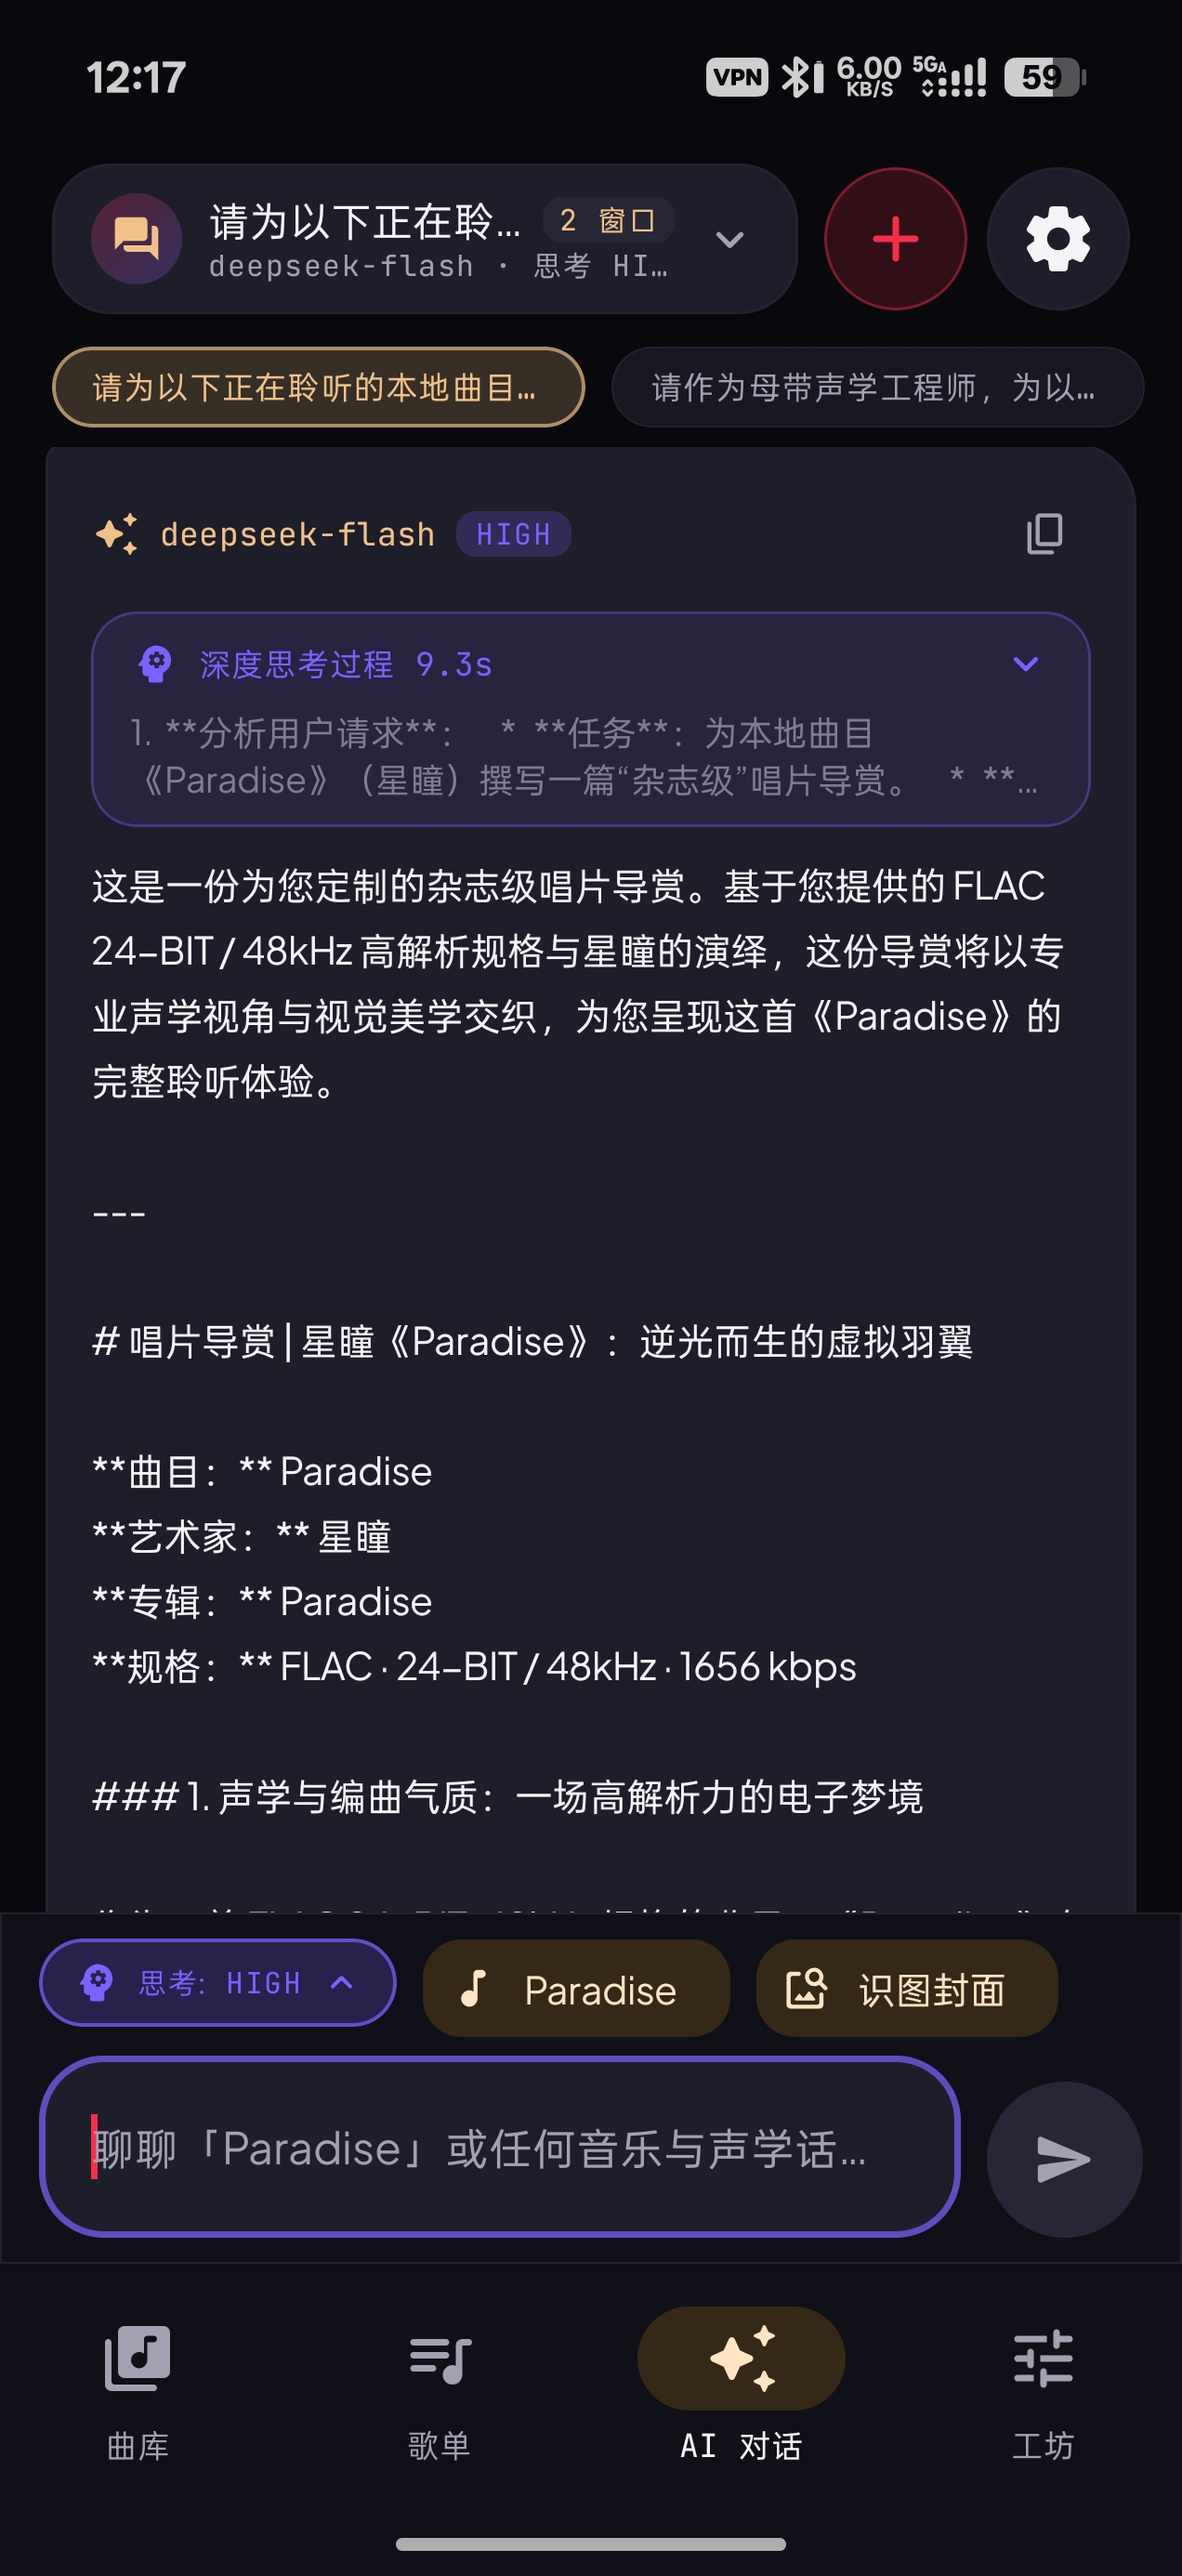 12:17
VPN 6.00 KB/S 5GA 59
请为以下正在聆... 2 窗口
deepseek-flash · 思考 HI...
请为以下正在聆听的本地曲目...
请作为母带声学工程师，为以...
deepseek-flash HIGH
深度思考过程 9.3s
1. **分析用户请求**： * **任务**：为本地曲目
《Paradise》（星瞳）撰写一篇“杂志级”唱片导赏。 * **...
这是一份为您定制的杂志级唱片导赏。基于您提供的 FLAC
24-BIT / 48kHz 高解析规格与星瞳的演绎，这份导赏将以专
业声学视角与视觉美学交织，为您呈现这首《Paradise》的
完整聆听体验。
---
# 唱片导赏 | 星瞳《Paradise》：逆光而生的虚拟羽翼
**曲目：** Paradise
**艺术家：** 星瞳
**专辑：** Paradise
**规格：** FLAC · 24-BIT / 48kHz · 1656 kbps
### 1. 声学与编曲气质：一场高解析力的电子梦境
思考: HIGH
Paradise
识图封面
聊聊「Paradise」或任何音乐与声学话...
曲库
歌单
AI 对话
工坊